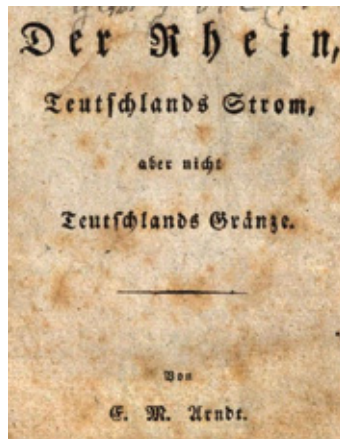 Der Rhein,
Teutſchlands Strom,
aber nicht
Teutſchlands Gränze.
Von
E. M. Arndt.